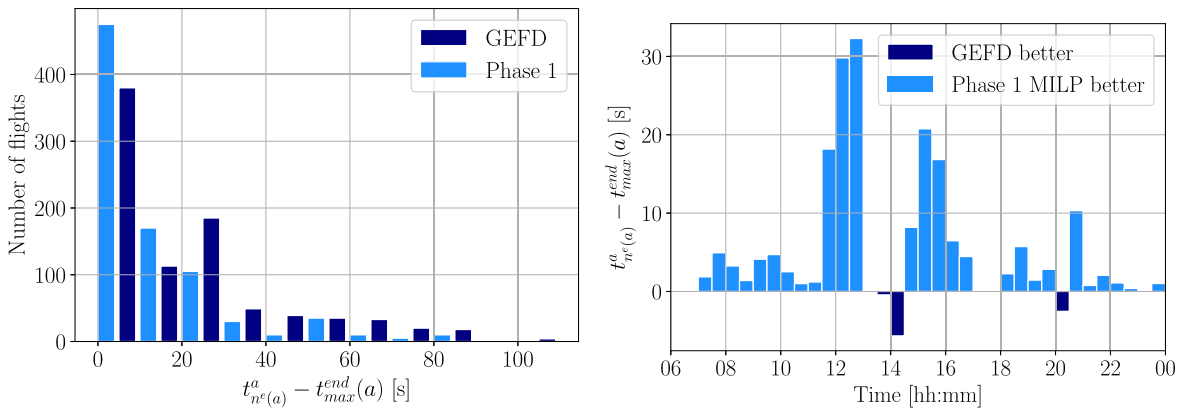 GEFD
Phase 1
Number of flights
400
300
200
100
0
0 20 40 60 80 100
t^a_{n^e(a)} − t^{end}_{max}(a) [s]
GEFD better
Phase 1 MILP better
t^a_{n^e(a)} − t^{end}_{max}(a) [s]
30
20
10
0
06 08 10 12 14 16 18 20 22 00
Time [hh:mm]